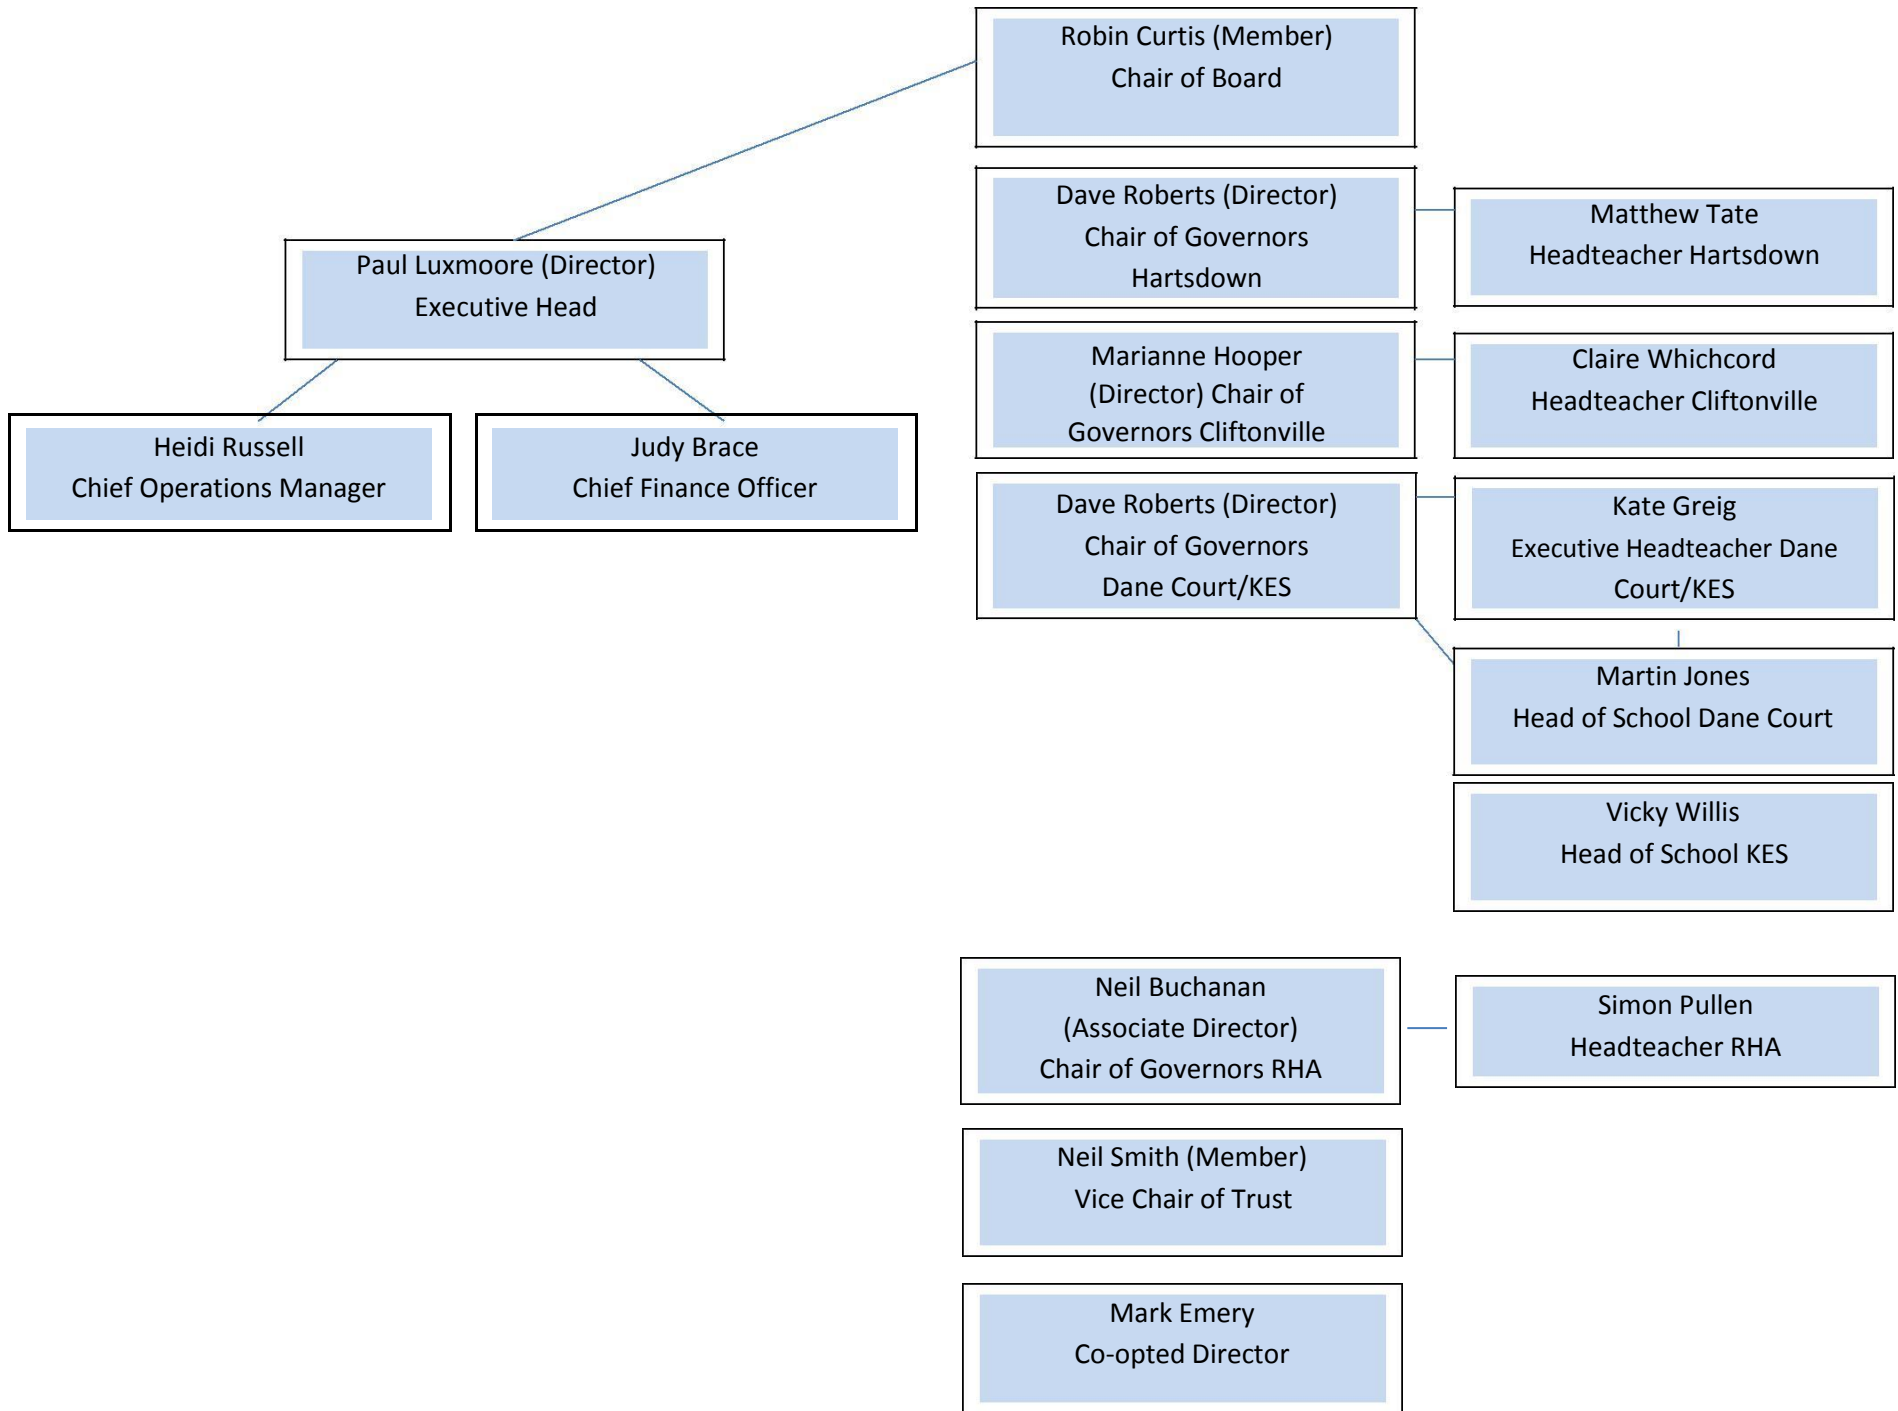 Robin Curtis (Member)
Chair of Board
Dave Roberts (Director)
Chair of Governors
Hartsdown
Matthew Tate
Headteacher Hartsdown
Paul Luxmoore (Director)
Executive Head
Marianne Hooper
(Director) Chair of
Governors Cliftonville
Claire Whichcord
Headteacher Cliftonville
Heidi Russell
Chief Operations Manager
Judy Brace
Chief Finance Officer
Dave Roberts (Director)
Chair of Governors
Dane Court/KES
Kate Greig
Executive Headteacher Dane
Court/KES
Martin Jones
Head of School Dane Court
Vicky Willis
Head of School KES
Neil Buchanan
(Associate Director)
Chair of Governors RHA
Simon Pullen
Headteacher RHA
Neil Smith (Member)
Vice Chair of Trust
Mark Emery
Co-opted Director